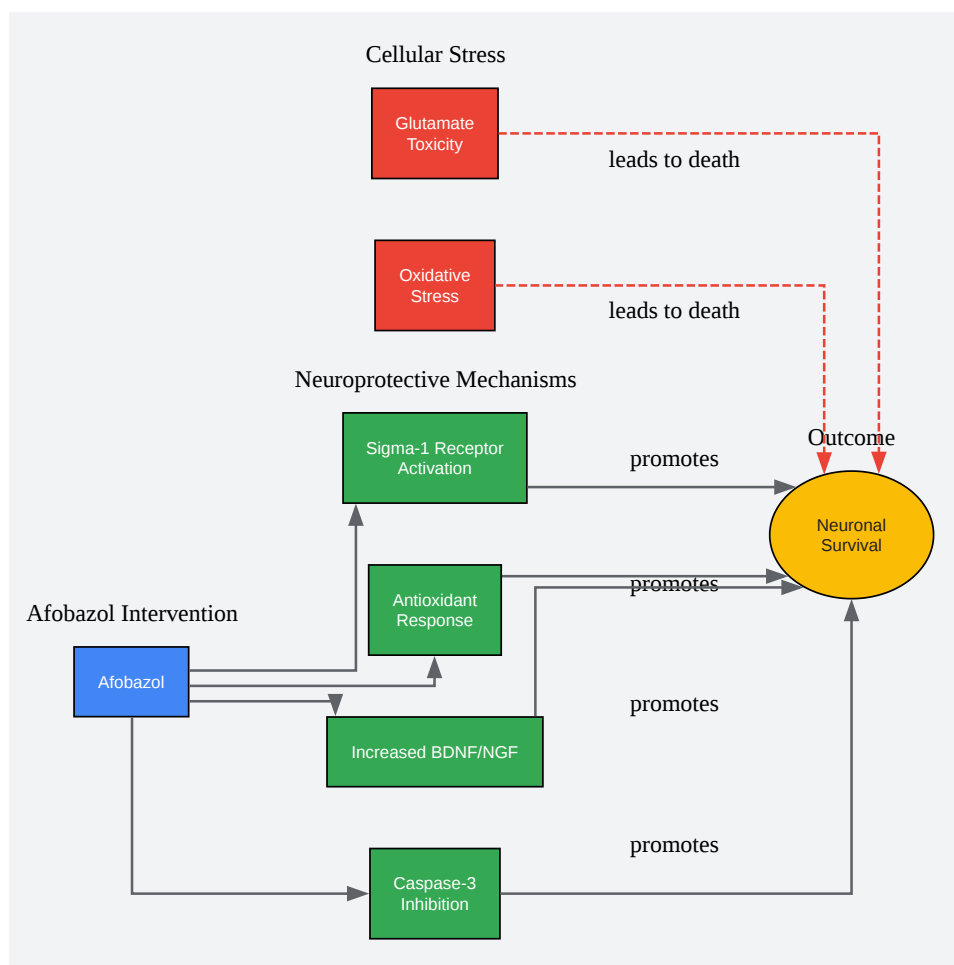 Cellular Stress
Glutamate
Toxicity
leads to death
Oxidative
Stress
leads to death
Neuroprotective Mechanisms
Sigma-1 Receptor
Activation
promotes
Outcome
Neuronal
Survival
Antioxidant
Response
promotes
Afobazol Intervention
Afobazol
Increased BDNF/NGF
promotes
Caspase-3
Inhibition
promotes